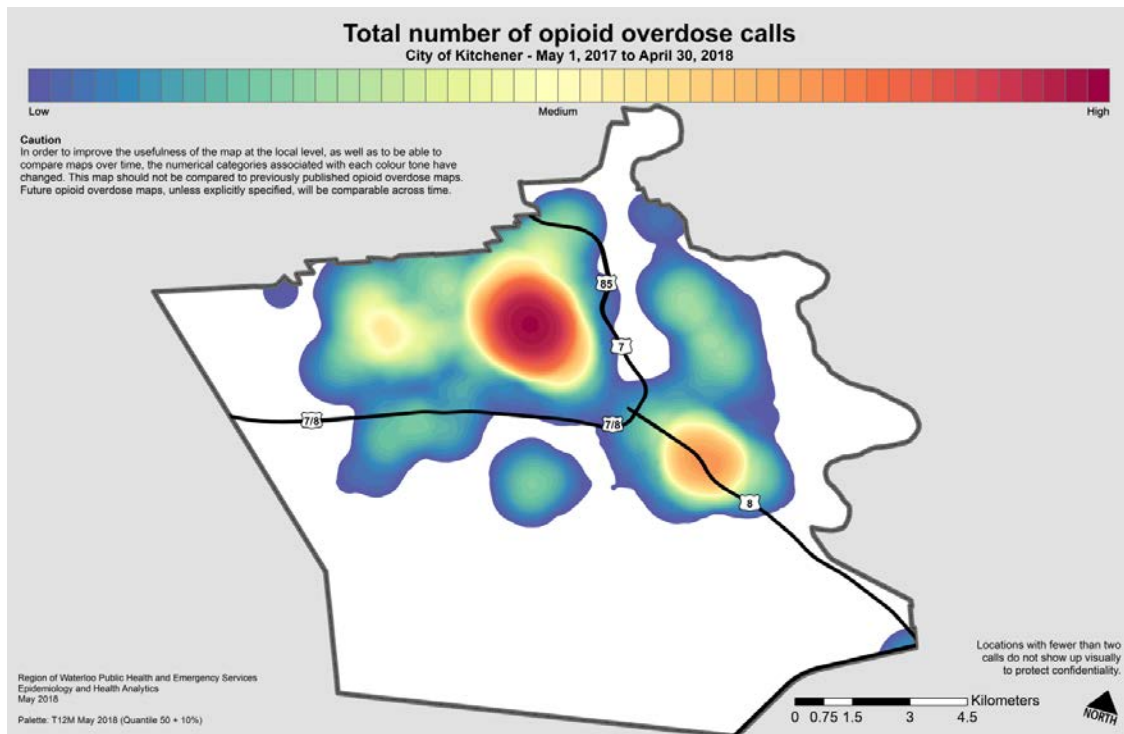 Total number of opioid overdose calls
City of Kitchener - May 1, 2017 to April 30, 2018
Low
Medium
High
Caution
In order to improve the usefulness of the map at the local level, as well as to be able to
compare maps over time, the numerical categories associated with each colour tone have
changed. This map should not be compared to previously published opioid overdose maps.
Future opioid overdose maps, unless explicitly specified, will be comparable across time.
85
7
7/8
7/8
8
Locations with fewer than two
calls do not show up visually
to protect confidentiality.
Region of Waterloo Public Health and Emergency Services
Epidemiology and Health Analytics
May 2018
Palette: T12M May 2018 (Quantile 50 + 10%)
Kilometers
0 0.75 1.5 3 4.5
NORTH